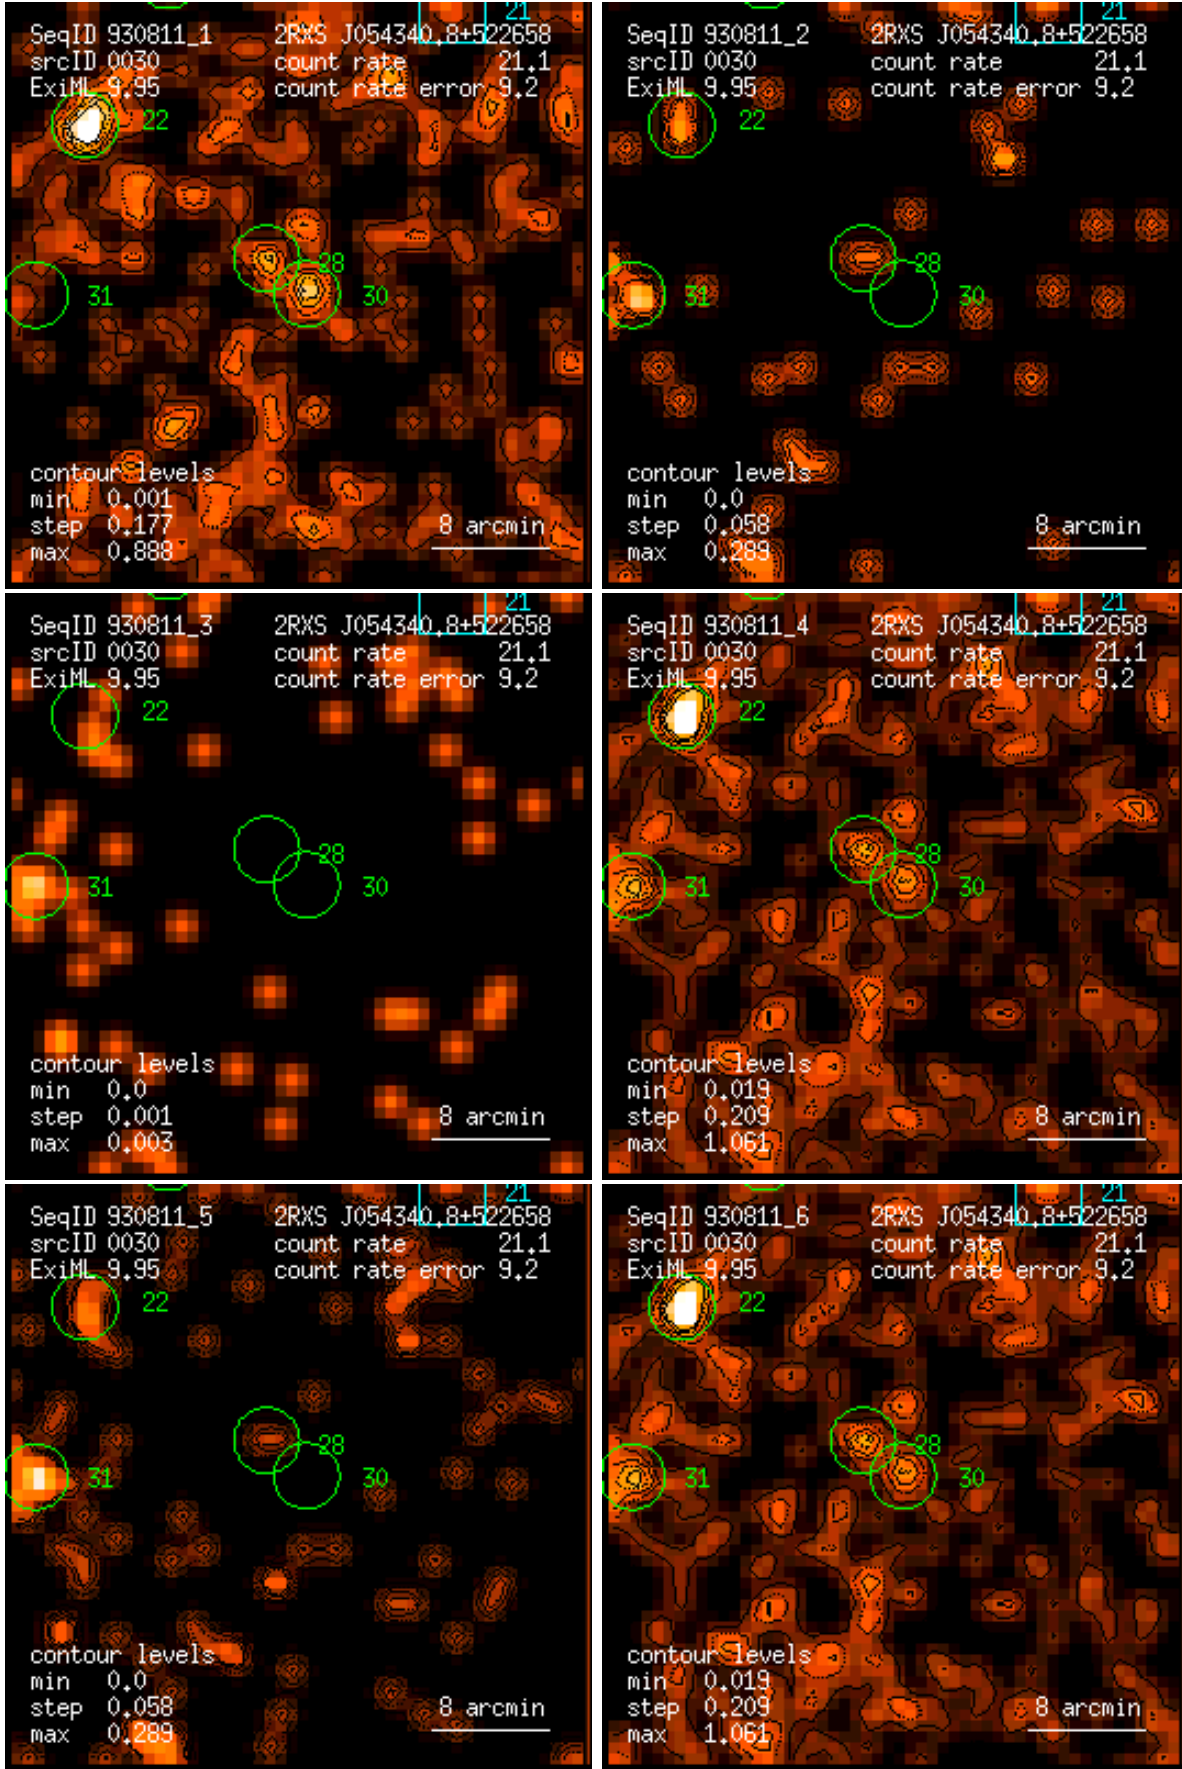 21
SeqID 930811_1 2RXS J054340.8+522658
srcID 0030 count rate 21.1
ExiML 9.95 count rate error 9.2
22
28
31 30
contour levels
min 0.001
step 0.177 8 arcmin
max 0.888
21
SeqID 930811_2 2RXS J054340.8+522658
srcID 0030 count rate 21.1
ExiML 9.95 count rate error 9.2
22
28
31 30
contour levels
min 0.0
step 0.058 8 arcmin
max 0.289
21
SeqID 930811_3 2RXS J054340.8+522658
srcID 0030 count rate 21.1
ExiML 9.95 count rate error 9.2
22
28
31 30
contour levels
min 0.0
step 0.001 8 arcmin
max 0.003
21
SeqID 930811_4 2RXS J054340.8+522658
srcID 0030 count rate 21.1
ExiML 9.95 count rate error 9.2
22
28
31 30
contour levels
min 0.019
step 0.209 8 arcmin
max 1.061
21
SeqID 930811_5 2RXS J054340.8+522658
srcID 0030 count rate 21.1
ExiML 9.95 count rate error 9.2
22
28
31 30
contour levels
min 0.0
step 0.058 8 arcmin
max 0.289
21
SeqID 930811_6 2RXS J054340.8+522658
srcID 0030 count rate 21.1
ExiML 9.95 count rate error 9.2
22
28
31 30
contour levels
min 0.019
step 0.209 8 arcmin
max 1.061